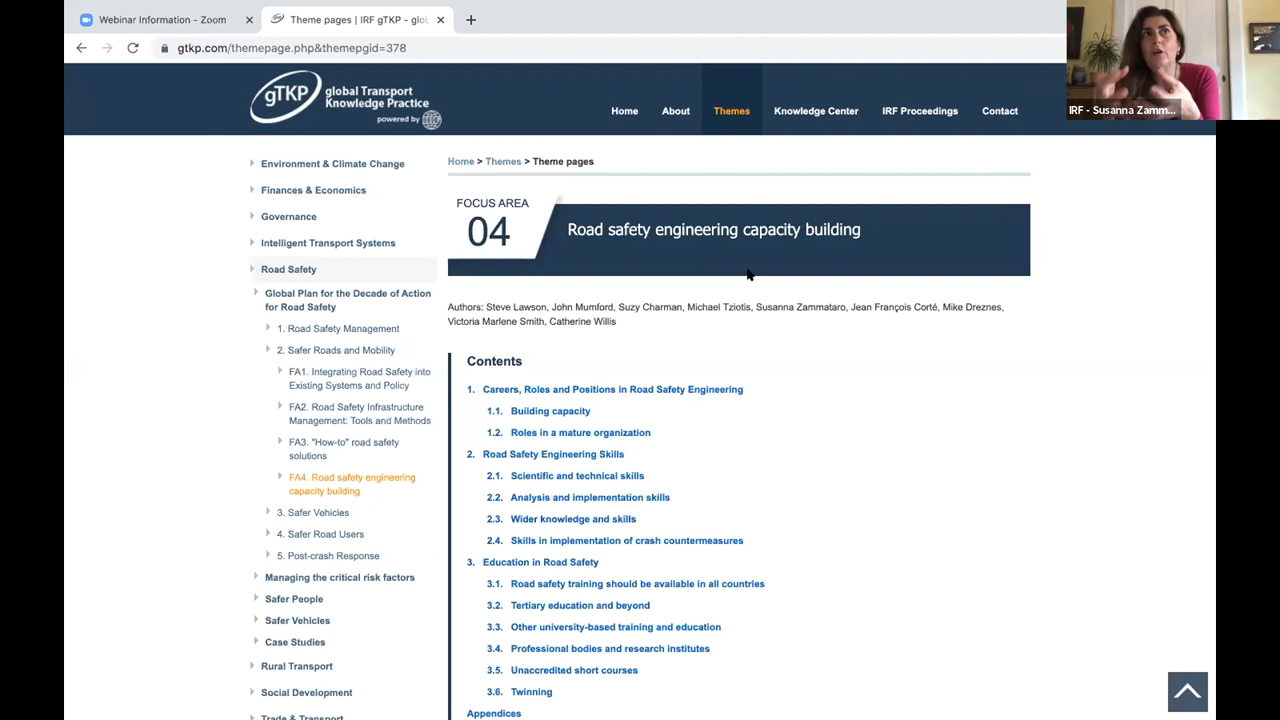 Webinar Information - Zoom
Theme pages | IRF gTKP - glob
gtkp.com/themepage.php&themepgid=378
IRF - Susanna Zamm...
gTKP
global Transport
Knowledge Practice
powered by
Home
About
Themes
Knowledge Center
IRF Proceedings
Contact
Environment & Climate Change
Finances & Economics
Governance
Intelligent Transport Systems
Road Safety
Global Plan for the Decade of Action
for Road Safety
1. Road Safety Management
2. Safer Roads and Mobility
FA1. Integrating Road Safety into
Existing Systems and Policy
FA2. Road Safety Infrastructure
Management: Tools and Methods
FA3. "How-to" road safety
solutions
FA4. Road safety engineering
capacity building
3. Safer Vehicles
4. Safer Road Users
5. Post-crash Response
Managing the critical risk factors
Safer People
Safer Vehicles
Case Studies
Rural Transport
Social Development
Trade & Transport
Home > Themes > Theme pages
FOCUS AREA
04
Road safety engineering capacity building
Authors: Steve Lawson, John Mumford, Suzy Charman, Michael Tziotis, Susanna Zammataro, Jean François Corté, Mike Dreznes,
Victoria Marlene Smith, Catherine Willis
Contents
1. Careers, Roles and Positions in Road Safety Engineering
1.1. Building capacity
1.2. Roles in a mature organization
2. Road Safety Engineering Skills
2.1. Scientific and technical skills
2.2. Analysis and implementation skills
2.3. Wider knowledge and skills
2.4. Skills in implementation of crash countermeasures
3. Education in Road Safety
3.1. Road safety training should be available in all countries
3.2. Tertiary education and beyond
3.3. Other university-based training and education
3.4. Professional bodies and research institutes
3.5. Unaccredited short courses
3.6. Twinning
Appendices